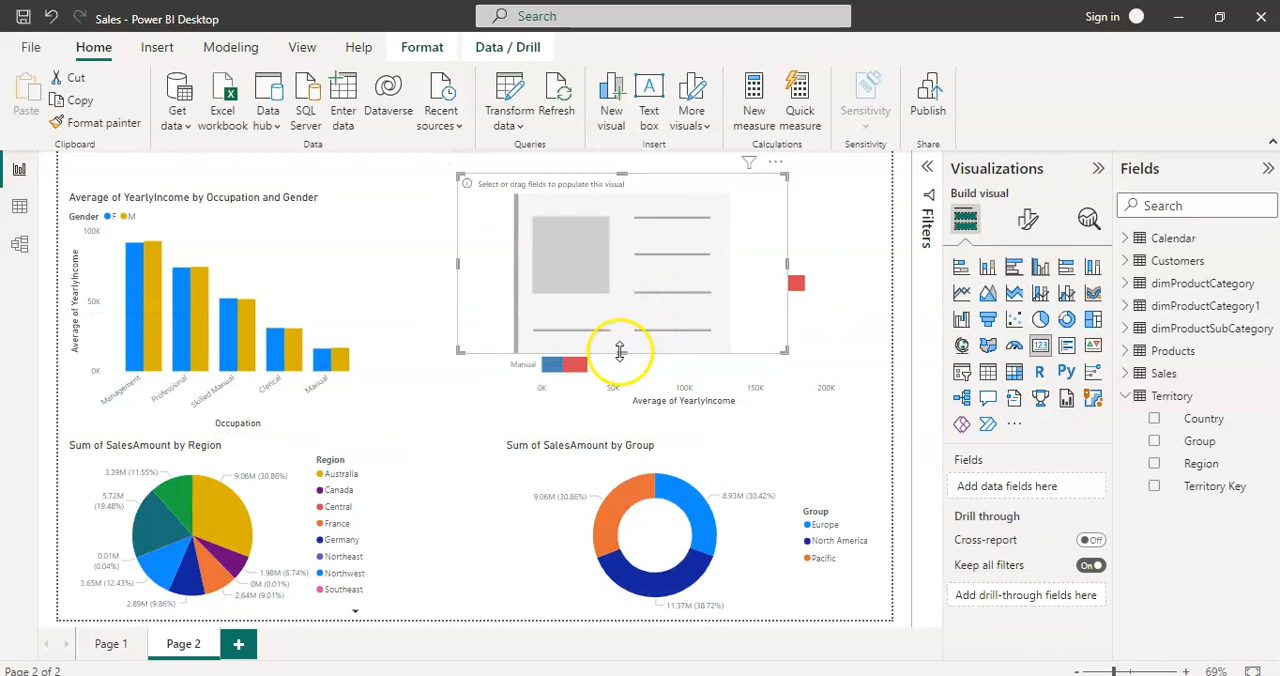 Sales - Power BI Desktop
Search
Sign in
File
Home
Insert
Modeling
View
Help
Format
Data / Drill
Paste
Cut
Copy
Format painter
Clipboard
Get data
Excel workbook
Data hub
SQL Server
Enter data
Dataverse
Recent sources
Data
Transform data
Refresh
Queries
New visual
Text box
More visuals
Insert
New measure
Quick measure
Calculations
Sensitivity
Sensitivity
Publish
Share
Average of YearlyIncome by Occupation and Gender
Gender F M
100K
50K
0K
Average of YearlyIncome
Management
Professional
Skilled Manual
Clerical
Manual
Occupation
Select or drag fields to populate this visual
Manual
0K
50K
100K
150K
200K
Average of YearlyIncome
Sum of SalesAmount by Region
3.39M (11.55%)
9.06M (30.86%)
5.72M
(19.48%)
0.01M
(0.04%)
3.65M (12.43%)
2.89M (9.86%)
2.64M (9.01%)
0M (0.01%)
1.98M (6.74%)
Region
Australia
Canada
Central
France
Germany
Northeast
Northwest
Southeast
Sum of SalesAmount by Group
9.06M (30.86%)
8.93M (30.42%)
11.37M (38.72%)
Group
Europe
North America
Pacific
Filters
Visualizations
Build visual
123
R
Py
Fields
Add data fields here
Drill through
Cross-report
Off
Keep all filters
On
Add drill-through fields here
Fields
Search
Calendar
Customers
dimProductCategory
dimProductCategory1
dimProductSubCategory
Products
Sales
Territory
Country
Group
Region
Territory Key
Page 1
Page 2
Page 2 of 2
69%